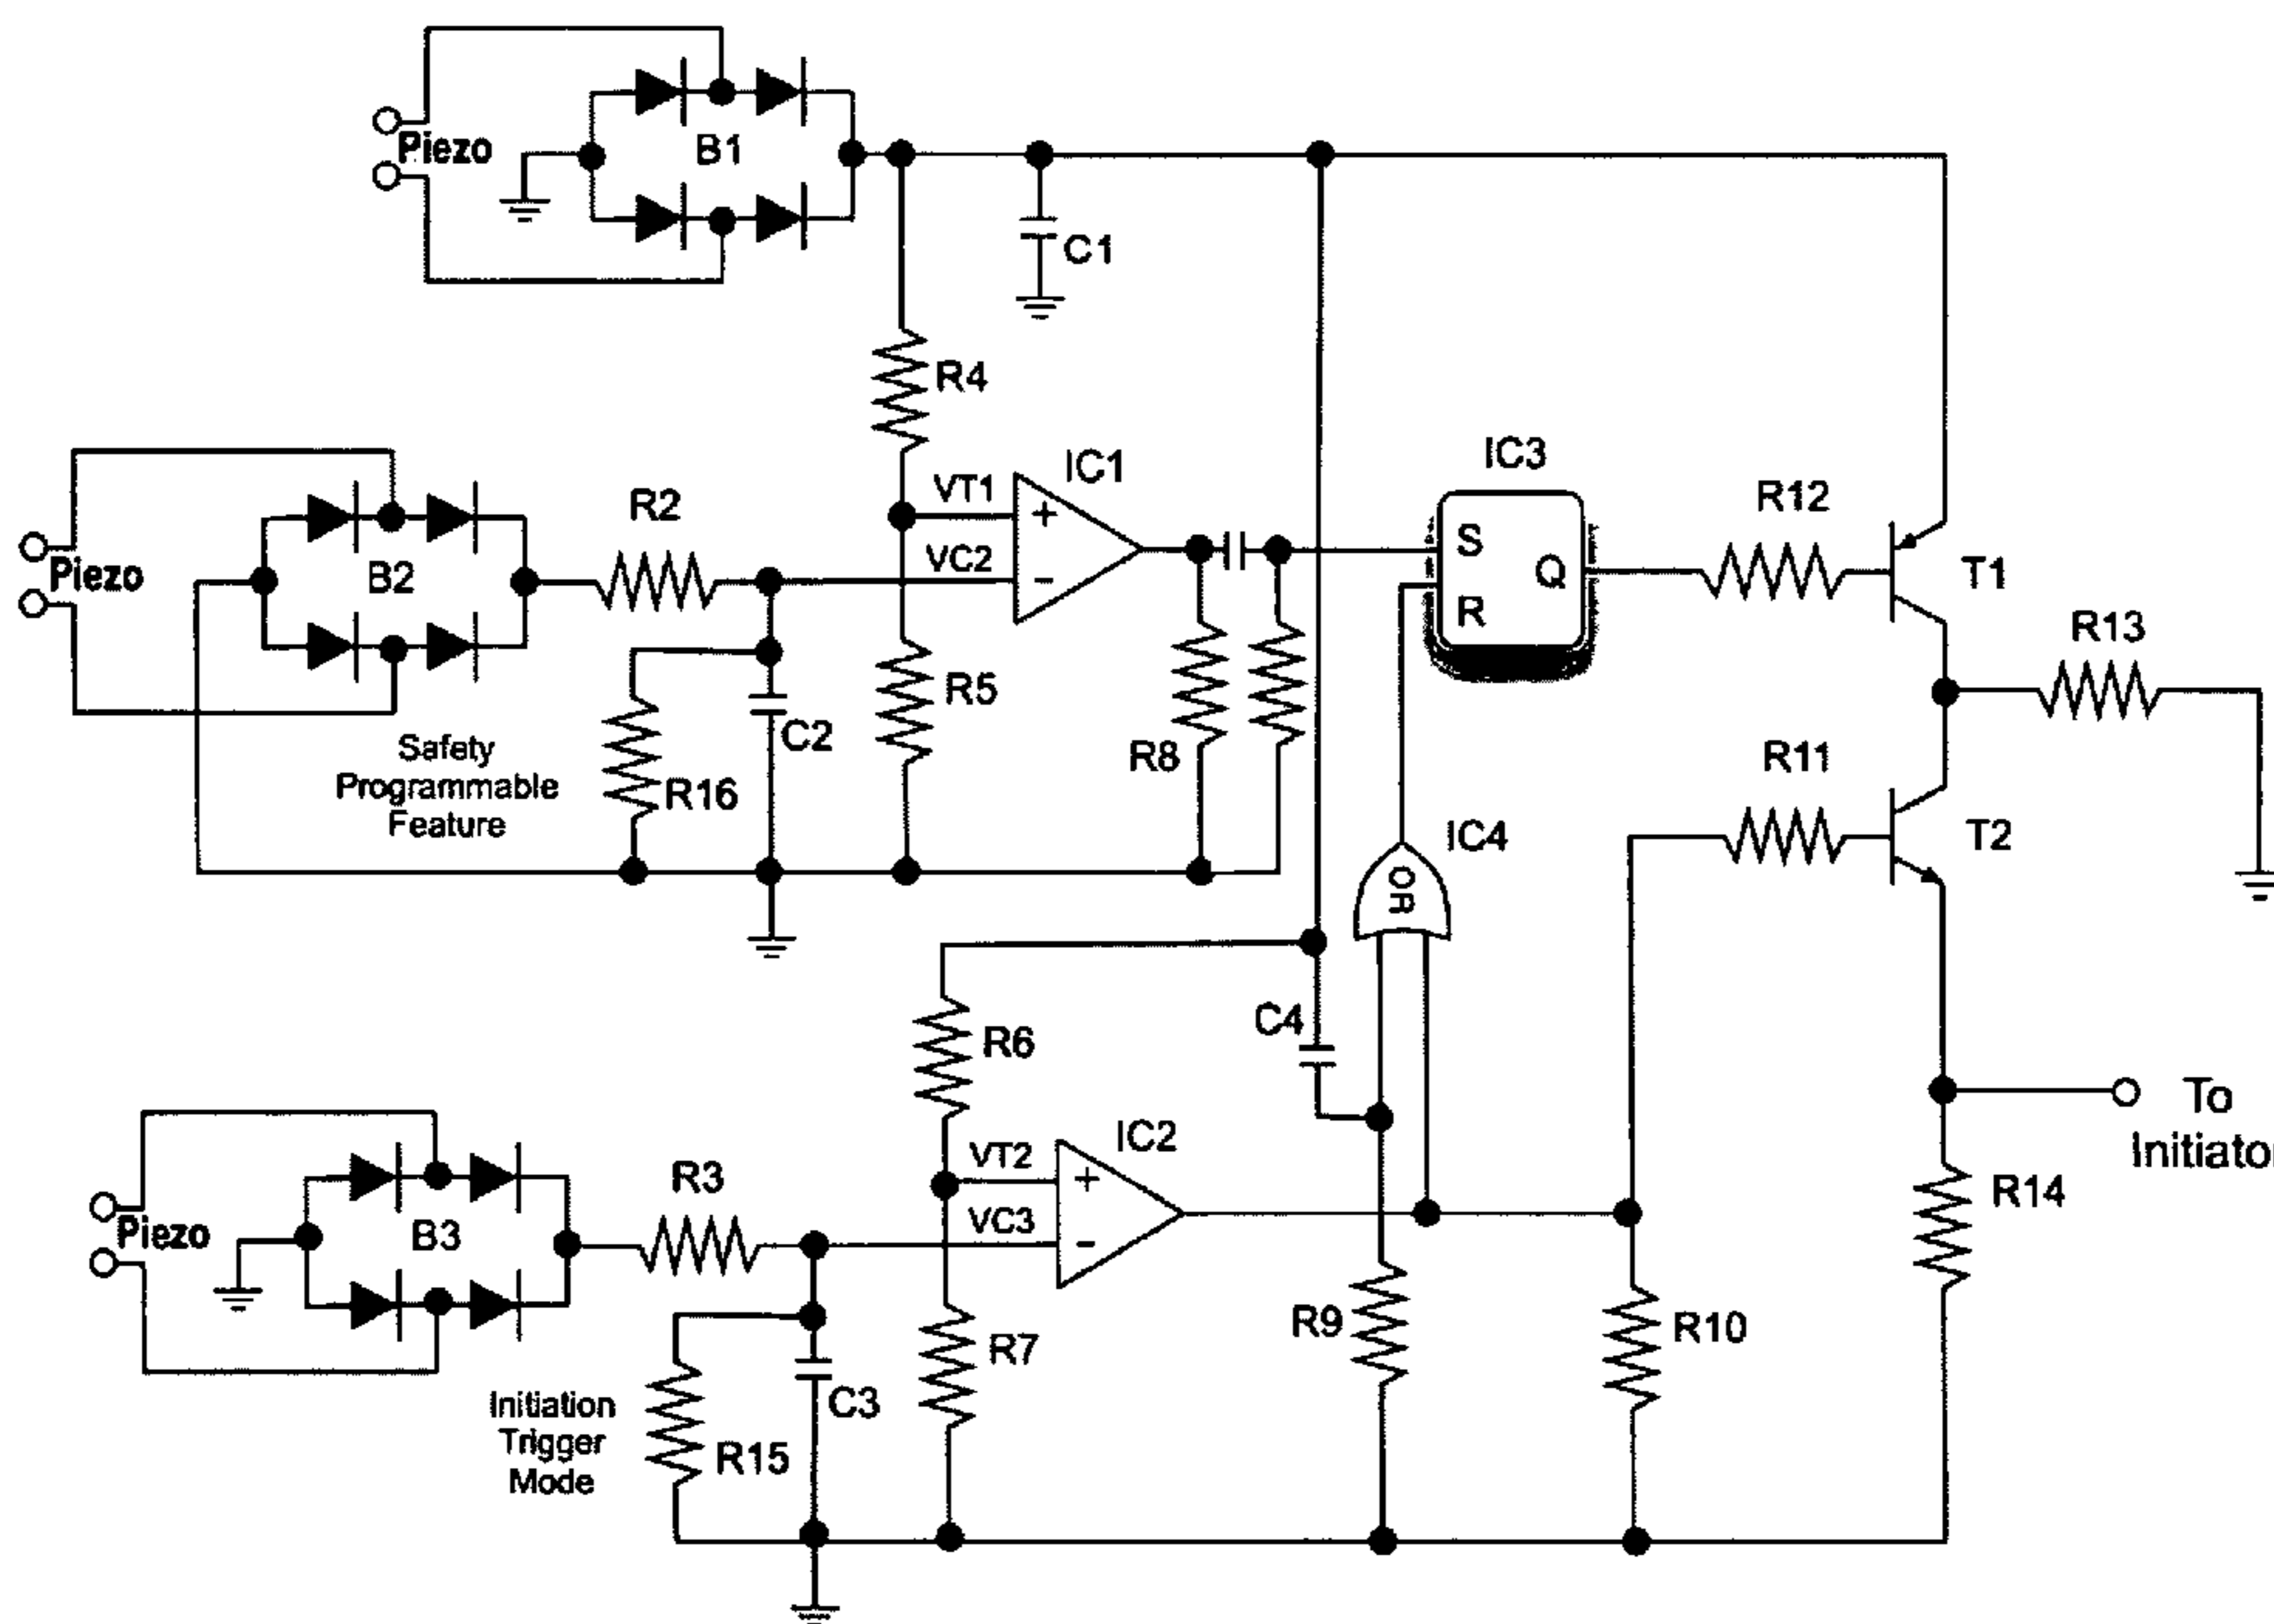 Piezo
B1
C1
R4
IC1
VT1
+
VC2
-
Piezo
B2
R2
R16
C2
R5
Safety
Programmable
Feature
R8
IC3
S
R
Q
R12
T1
R13
R11
T2
IC4
OR
C4
R6
VT2
+
VC3
-
IC2
Piezo
B3
R3
R15
C3
R7
Initiation
Trigger
Mode
R9
R10
R14
To
Initiator